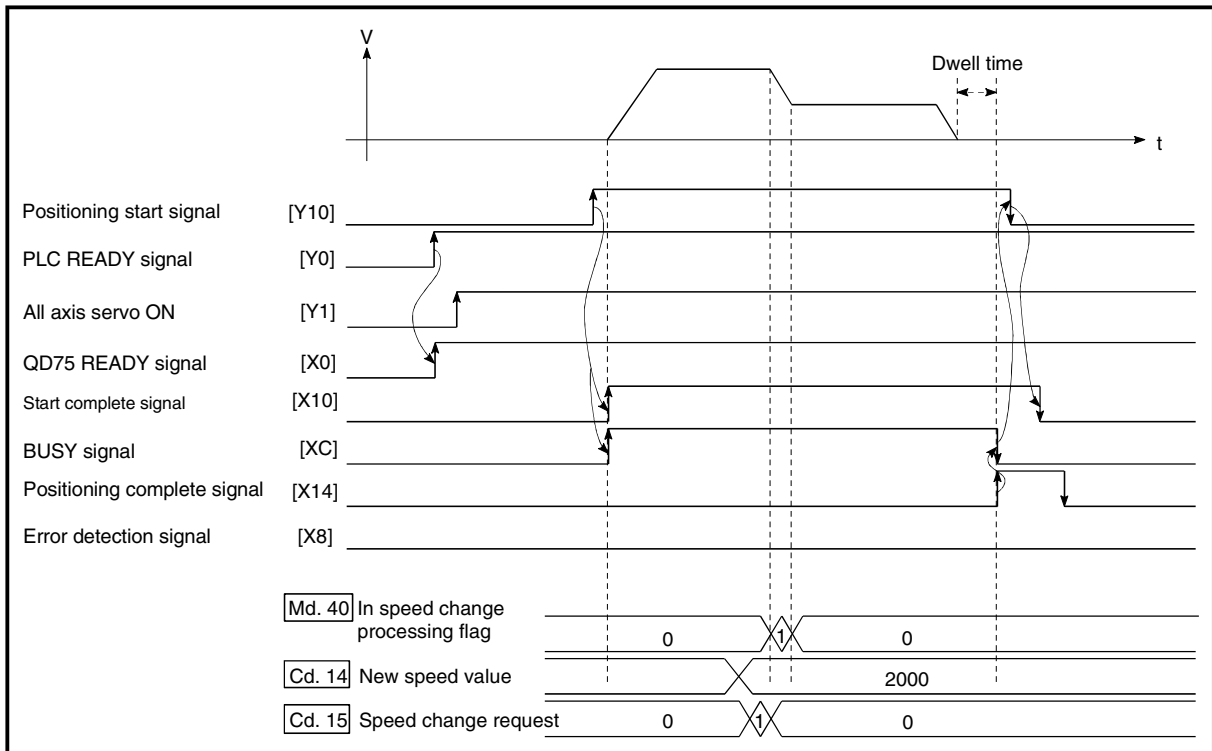 V
Dwell time
t
Positioning start signal [Y10]
PLC READY signal [Y0]
All axis servo ON [Y1]
QD75 READY signal [X0]
Start complete signal [X10]
BUSY signal [XC]
Positioning complete signal [X14]
Error detection signal [X8]
Md. 40 In speed change
processing flag
0 1 0
Cd. 14 New speed value 2000
Cd. 15 Speed change request 0 1 0